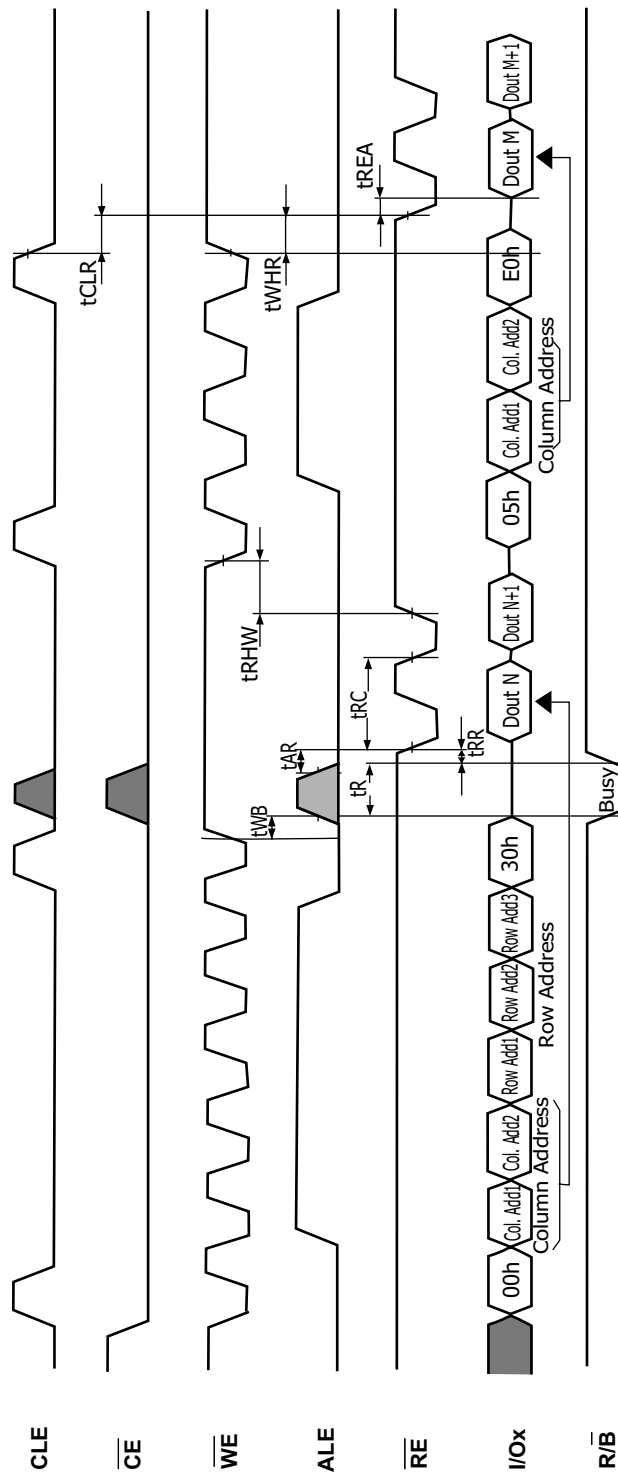 CLE
tCLR
CE
WE
tWB
tRHW
tWHR
ALE
tR
tAR
tRC
tRR
tREA
RE
I/Ox
00h
Col. Add1
Col. Add2
Row Add1
Row Add2
Row Add3
30h
Dout N
Dout N+1
05h
Col. Add1
Col. Add2
E0h
Dout M
Dout M+1
Column Address
Row Address
Column Address
R/B
Busy